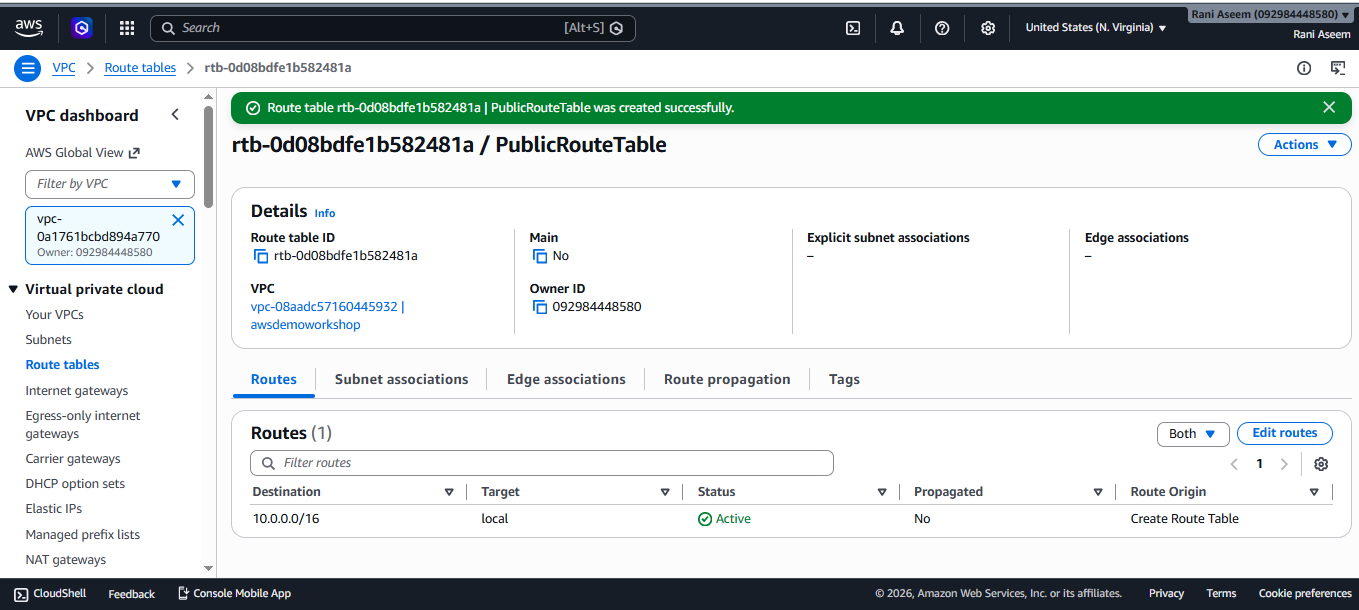 aws
Search
[Alt+S]
United States (N. Virginia)
Rani Aseem (092984448580)
Rani Aseem
VPC
Route tables
rtb-0d08bdfe1b582481a
VPC dashboard
AWS Global View
Filter by VPC
vpc-
0a1761bcbd894a770
Owner: 092984448580
Virtual private cloud
Your VPCs
Subnets
Route tables
Internet gateways
Egress-only internet
gateways
Carrier gateways
DHCP option sets
Elastic IPs
Managed prefix lists
NAT gateways
Route table rtb-0d08bdfe1b582481a | PublicRouteTable was created successfully.
rtb-0d08bdfe1b582481a / PublicRouteTable
Actions
Details Info
Route table ID
rtb-0d08bdfe1b582481a
Main
No
Explicit subnet associations
–
Edge associations
–
VPC
vpc-08aadc57160445932 |
awsdemoworkshop
Owner ID
092984448580
Routes
Subnet associations
Edge associations
Route propagation
Tags
Routes (1)
Both
Edit routes
Filter routes
1
Destination Target Status Propagated Route Origin
10.0.0.0/16 local Active No Create Route Table
CloudShell Feedback Console Mobile App
© 2026, Amazon Web Services, Inc. or its affiliates. Privacy Terms Cookie preferences